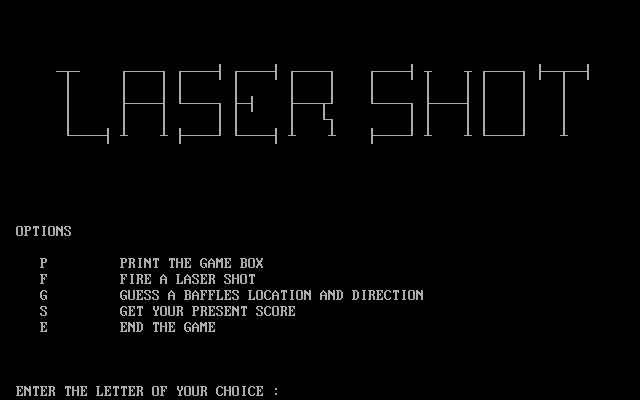 LASER SHOT
OPTIONS
P PRINT THE GAME BOX
F FIRE A LASER SHOT
G GUESS A BAFFLES LOCATION AND DIRECTION
S GET YOUR PRESENT SCORE
E END THE GAME
ENTER THE LETTER OF YOUR CHOICE :